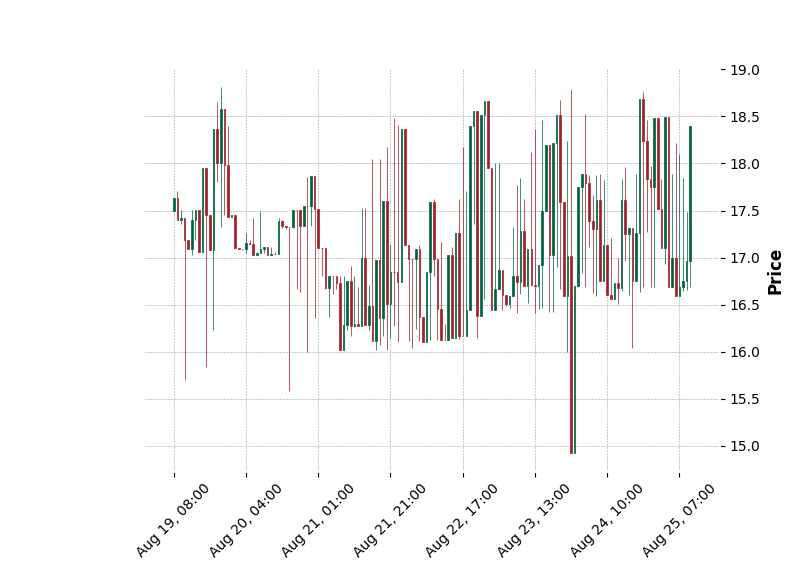 19.0
18.5
18.0
17.5
17.0
16.5
16.0
15.5
15.0
Price
Aug 19, 08:00
Aug 20, 04:00
Aug 21, 01:00
Aug 21, 21:00
Aug 22, 17:00
Aug 23, 13:00
Aug 24, 10:00
Aug 25, 07:00